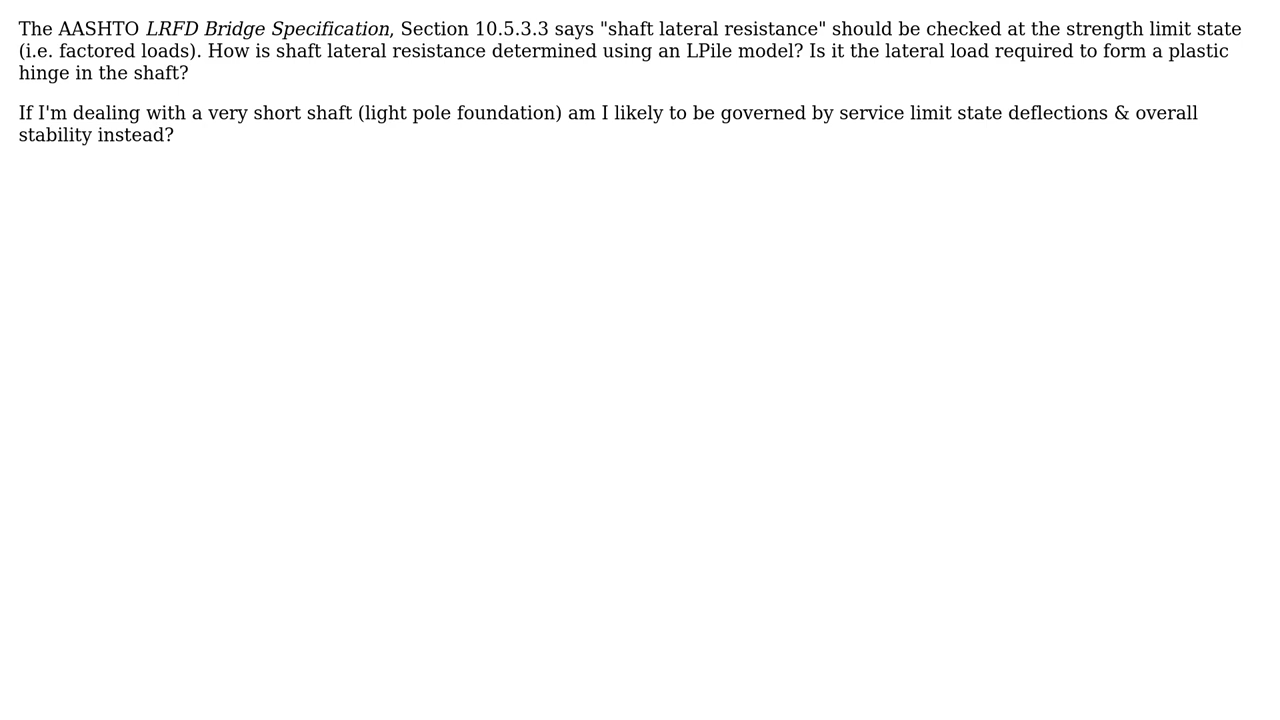 The AASHTO LRFD Bridge Specification, Section 10.5.3.3 says "shaft lateral resistance" should be checked at the strength limit state
(i.e. factored loads). How is shaft lateral resistance determined using an LPile model? Is it the lateral load required to form a plastic
hinge in the shaft?
If I'm dealing with a very short shaft (light pole foundation) am I likely to be governed by service limit state deflections & overall
stability instead?